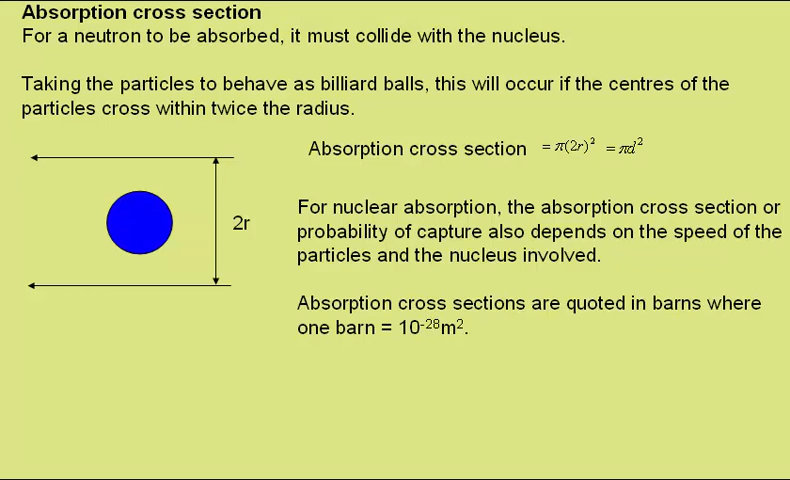 Absorption cross section
For a neutron to be absorbed, it must collide with the nucleus.
Taking the particles to behave as billiard balls, this will occur if the centres of the
particles cross within twice the radius.
Absorption cross section = π(2r)² = πd²
2r
For nuclear absorption, the absorption cross section or
probability of capture also depends on the speed of the
particles and the nucleus involved.
Absorption cross sections are quoted in barns where
one barn = 10⁻²⁸m².